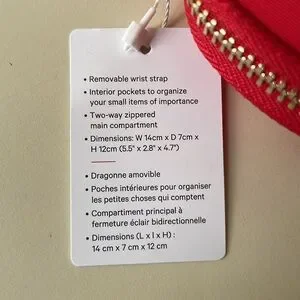 • Removable wrist strap
• Interior pockets to organize
your small items of importance
• Two-way zippered
main compartment
• Dimensions: W 14cm x D 7cm x
H 12cm (5.5" x 2.8" x 4.7")
• Dragonne amovible
• Poches intérieures pour organiser
les petites choses qui comptent
• Compartiment principal à
fermeture éclair bidirectionnelle
• Dimensions (L x l x H) :
14 cm x 7 cm x 12 cm